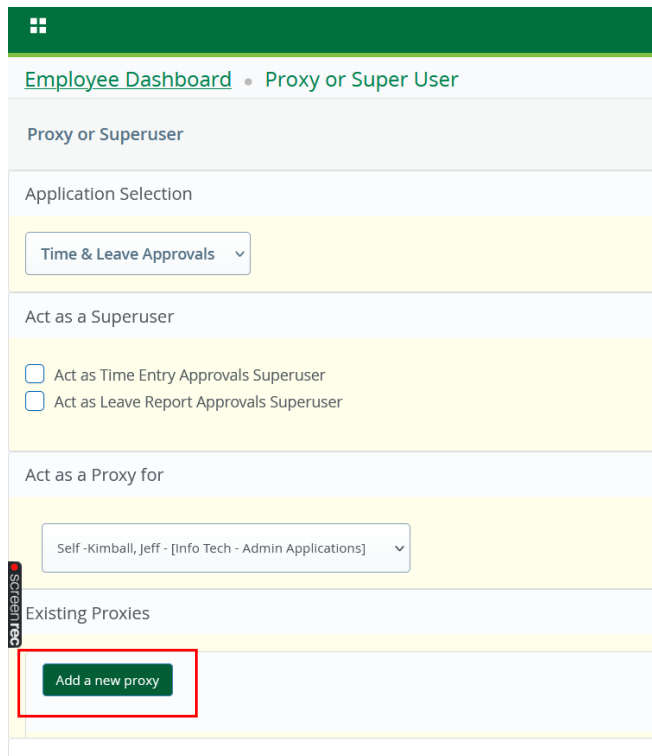 Employee Dashboard • Proxy or Super User
Proxy or Superuser
Application Selection
Time & Leave Approvals
Act as a Superuser
Act as Time Entry Approvals Superuser
Act as Leave Report Approvals Superuser
Act as a Proxy for
Self -Kimball, Jeff - [Info Tech - Admin Applications]
screenrec
Existing Proxies
Add a new proxy